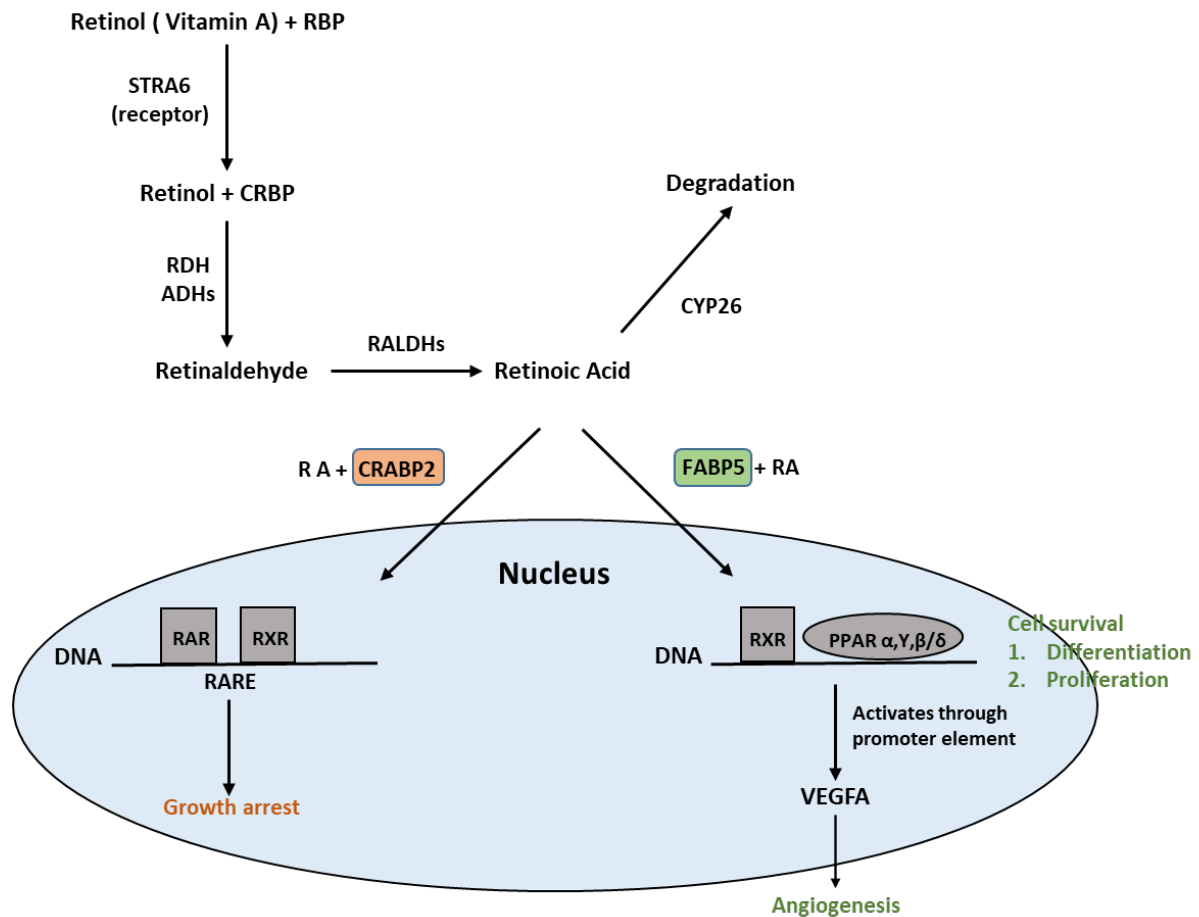 Retinol ( Vitamin A) + RBP
STRA6
(receptor)
Retinol + CRBP
Degradation
RDH
ADHs
CYP26
RALDHs
Retinaldehyde
Retinoic Acid
R A + CRABP2
FABP5 + RA
Nucleus
RAR
RXR
DNA
RARE
Growth arrest
RXR
PPAR α,Υ,β/δ
DNA
Cell survival
1. Differentiation
2. Proliferation
Activates through
promoter element
VEGFA
Angiogenesis